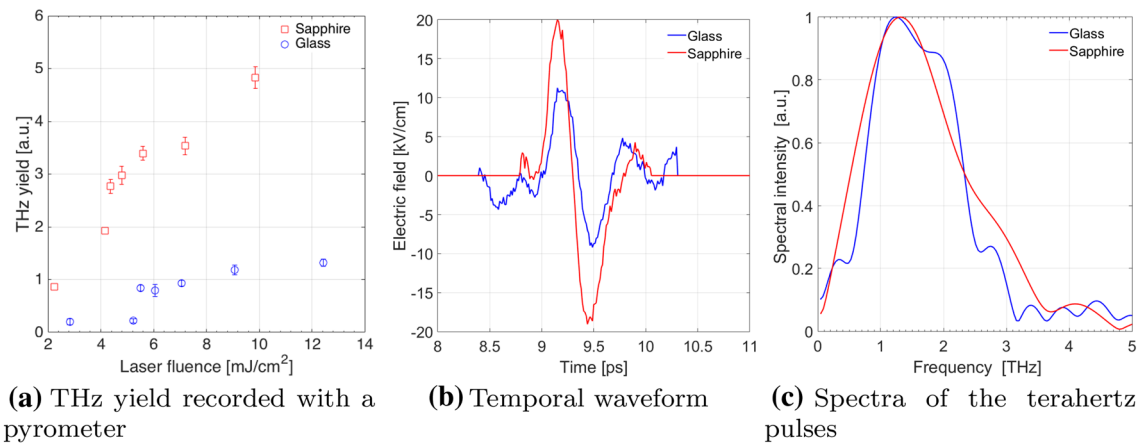 6
5
4
3
2
1
0
2 4 6 8 10 12 14
THz yield [a.u.]
Laser fluence [mJ/cm²]
Sapphire
Glass
(a) THz yield recorded with a
pyrometer
20
15
10
5
0
-5
-10
-15
-20
8 8.5 9 9.5 10 10.5 11
Electric field [kV/cm]
Time [ps]
Glass
Sapphire
(b) Temporal waveform
1
0.8
0.6
0.4
0.2
0
0 1 2 3 4 5
Spectral intensity [a.u.]
Frequency [THz]
Glass
Sapphire
(c) Spectra of the terahertz
pulses